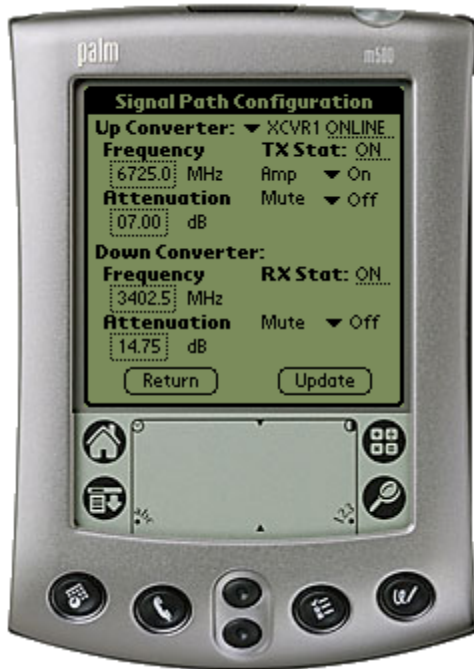 palm m500
Signal Path Configuration
Up Converter: XCVR1 ONLINE
Frequency TX Stat: ON
6725.0 MHz Amp On
Attenuation Mute Off
07.00 dB
Down Converter:
Frequency RX Stat: ON
3402.5 MHz
Attenuation Mute Off
14.75 dB
Return Update
abc 123